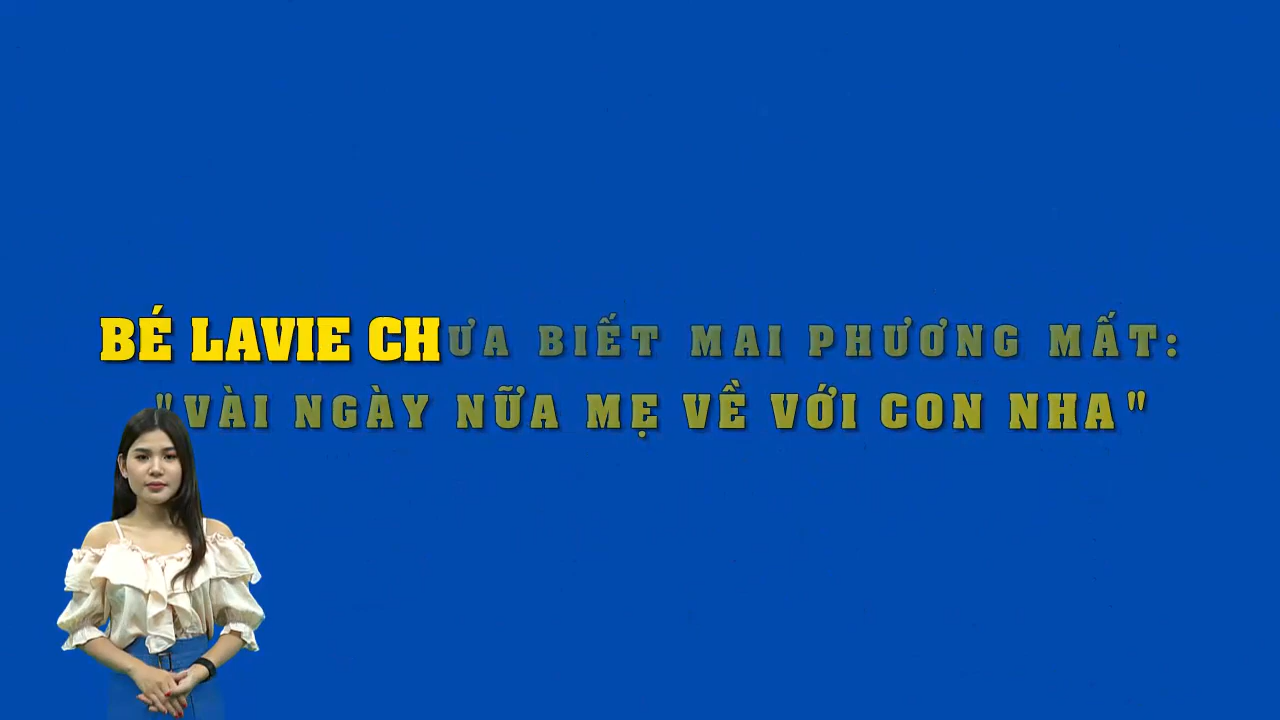 BÉ LAVIE CHƯA BIẾT MAI PHƯƠNG MẤT:
"VÀI NGÀY NỮA MẸ VỀ VỚI CON NHA"